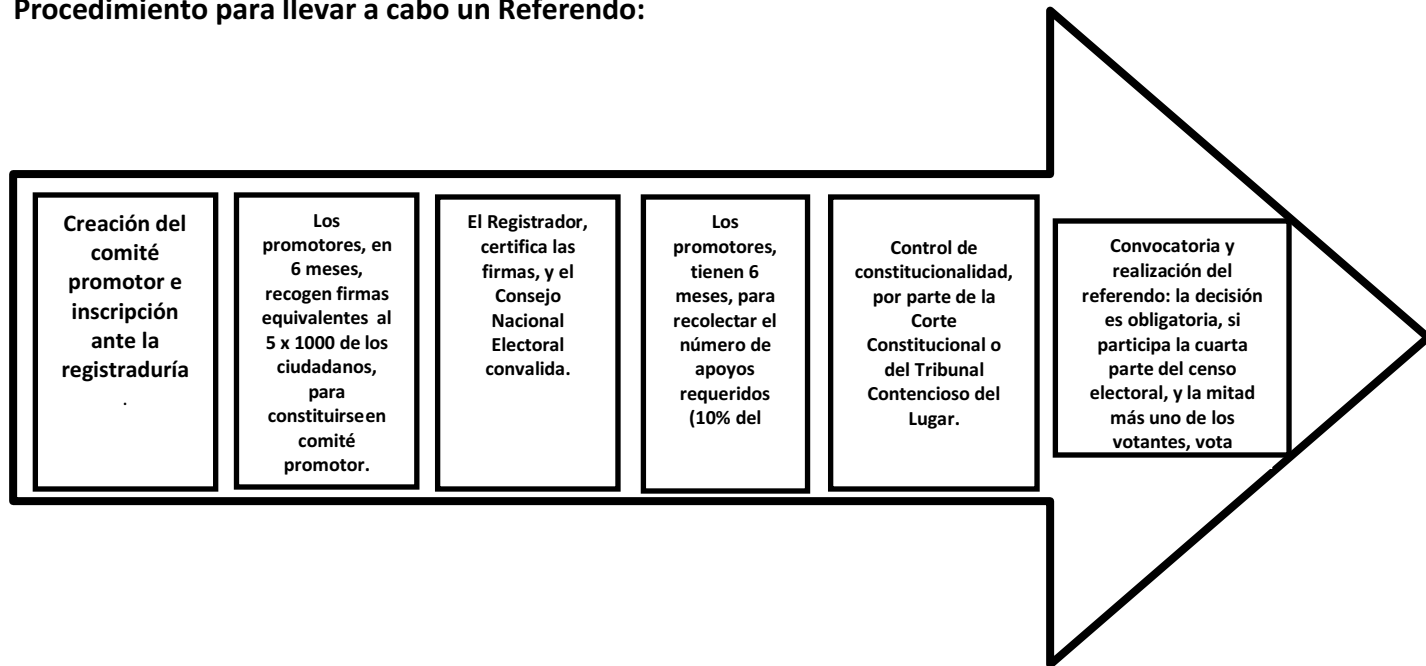 Procedimiento para llevar a cabo un Referendo:
Creación del
comité
promotor e
inscripción
ante la
registraduría
.
Los
promotores, en
6 meses,
recogen firmas
equivalentes al
5 x 1000 de los
ciudadanos,
para
constituirseen
comité
promotor.
El Registrador,
certifica las
firmas, y el
Consejo
Nacional
Electoral
convalida.
Los
promotores,
tienen 6
meses, para
recolectar el
número de
apoyos
requeridos
(10% del
Control de
constitucionalidad,
por parte de la
Corte
Constitucional o
del Tribunal
Contencioso del
Lugar.
Convocatoria y
realización del
referendo: la decisión
es obligatoria, si
participa la cuarta
parte del censo
electoral, y la mitad
más uno de los
votantes, vota